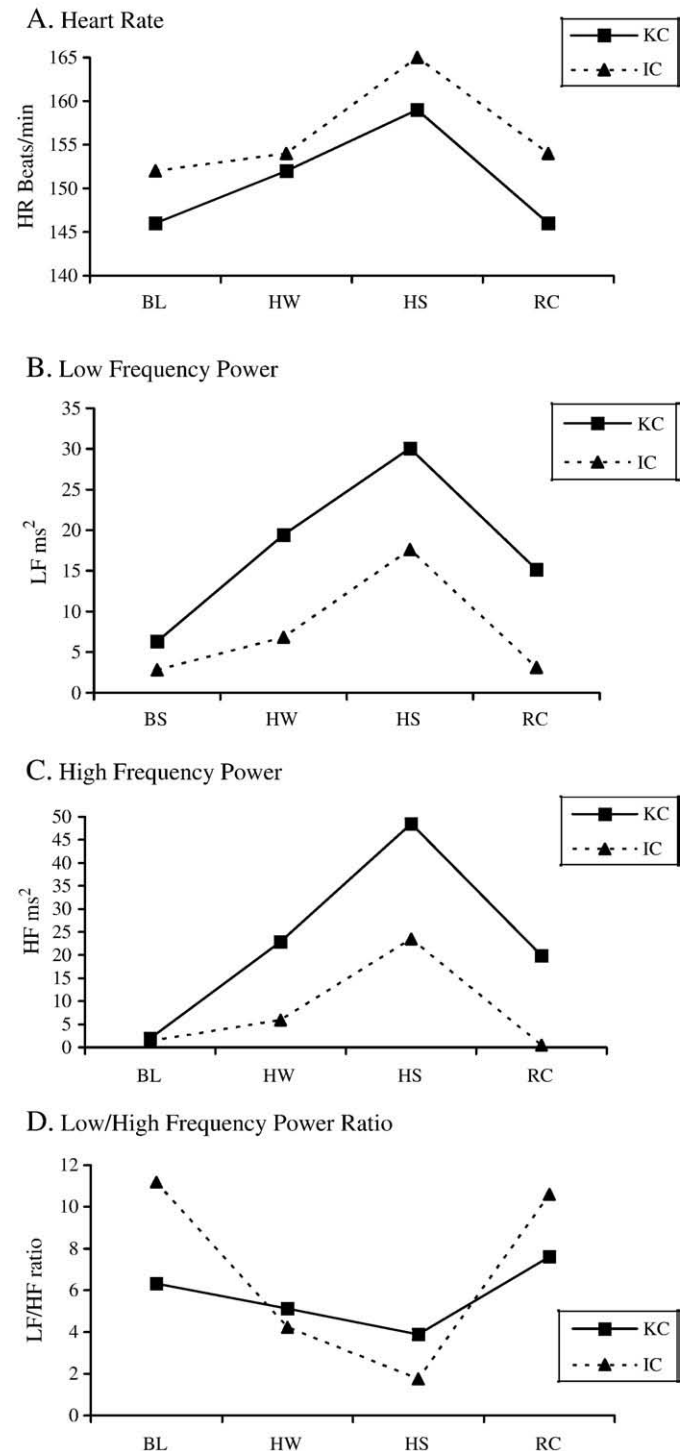 A. Heart Rate
KC
IC
165
160
155
150
145
140
HR Beats/min
BL HW HS RC
B. Low Frequency Power
KC
IC
35
30
25
20
15
10
5
0
LF ms²
BS HW HS RC
C. High Frequency Power
KC
IC
50
45
40
35
30
25
20
15
10
5
0
HF ms²
BL HW HS RC
D. Low/High Frequency Power Ratio
12
10
8
6
4
2
0
LF/HF ratio
KC
IC
BL HW HS RC